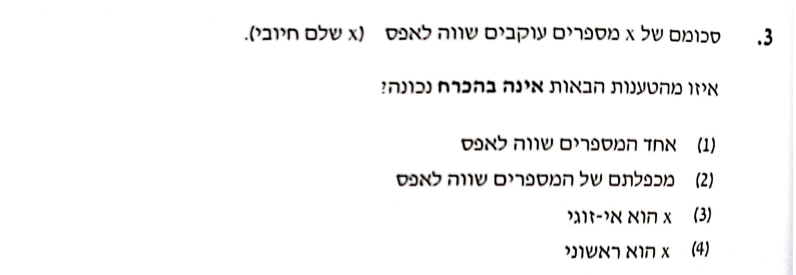 3. סכומם של x מספרים עוקבים שווה לאפס (x שלם חיובי).
איזו מהטענות הבאות אינה בהכרח נכונה?
(1) אחד המספרים שווה לאפס
(2) מכפלתם של המספרים שווה לאפס
(3) x הוא אי-זוגי
(4) x הוא ראשוני